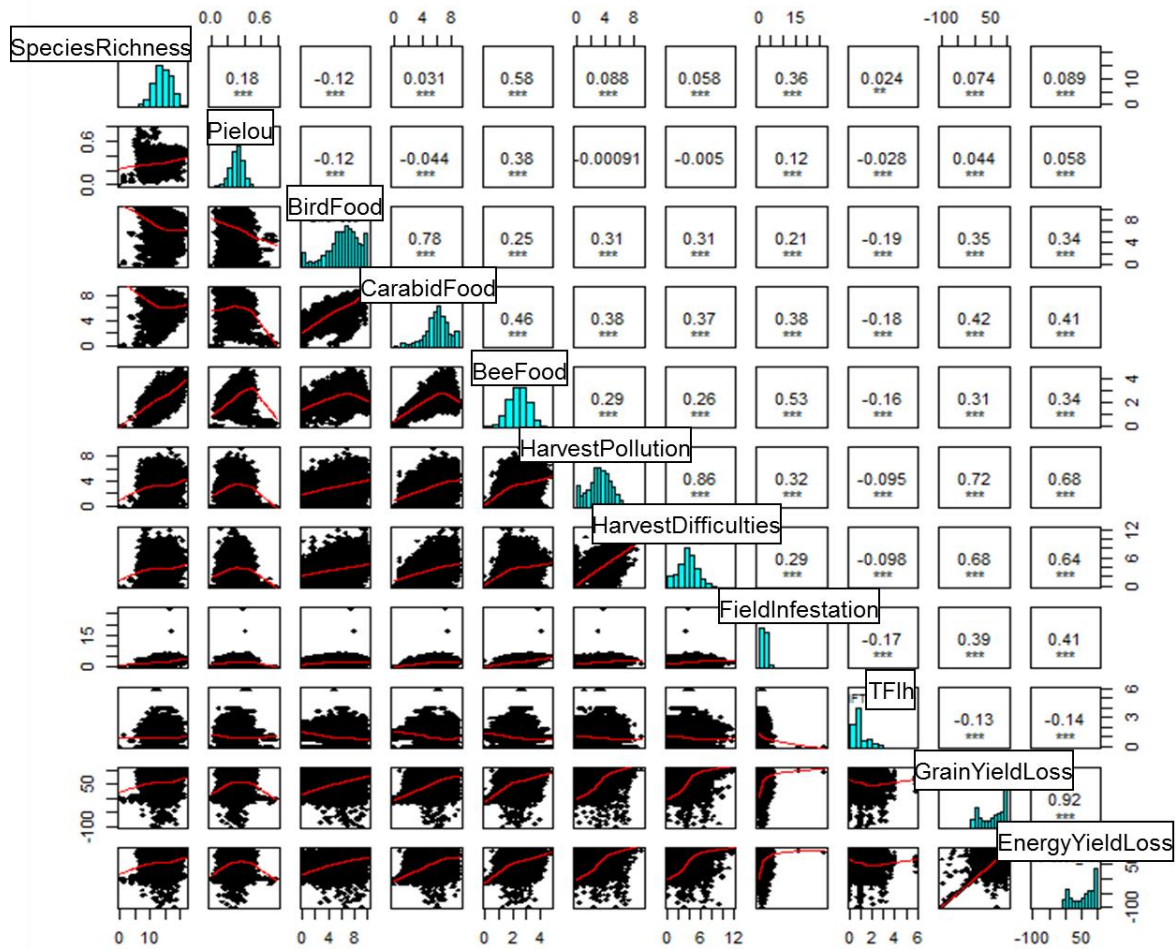 0.0 0.6 0 4 8 0 4 8 0 15 -100 50
SpeciesRichness
0.18 -0.12 0.031 0.58 0.088 0.058 0.36 0.024 0.074 0.089 0 10
*** *** *** *** *** *** *** ** *** ***
Pielou
0.0 0.6 -0.12 -0.044 0.38 -0.00091 -0.005 0.12 -0.028 0.044 0.058
*** *** *** *** *** *** ***
BirdFood
0.78 0.25 0.31 0.31 0.21 -0.19 0.35 0.34 0 4 8
*** *** *** *** *** *** *** ***
CarabidFood
0 4 8 0.46 0.38 0.37 0.38 -0.18 0.42 0.41
*** *** *** *** *** *** ***
BeeFood
0.29 0.26 0.53 -0.16 0.31 0.34 0 2 4
*** *** *** *** *** ***
HarvestPollution
0 4 8 0.86 0.32 -0.095 0.72 0.68
*** *** *** *** ***
HarvestDifficulties
0.29 -0.098 0.68 0.64 0 6 12
*** *** *** ***
FieldInfestation
0 15 -0.17 0.39 0.41
*** *** ***
TFIh
-0.13 -0.14 0 3 6
*** ***
GrainYieldLoss
-100 50 0.92
***
EnergyYieldLoss
-100 50
0 10 0 4 8 0 2 4 0 6 12 0 2 4 6 -100 50